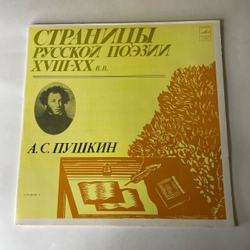 СТРАНИЦЫ
РУССКОЙ ПОЭЗИИ
XVIII-XX в.в.
А.С. ПУШКИН